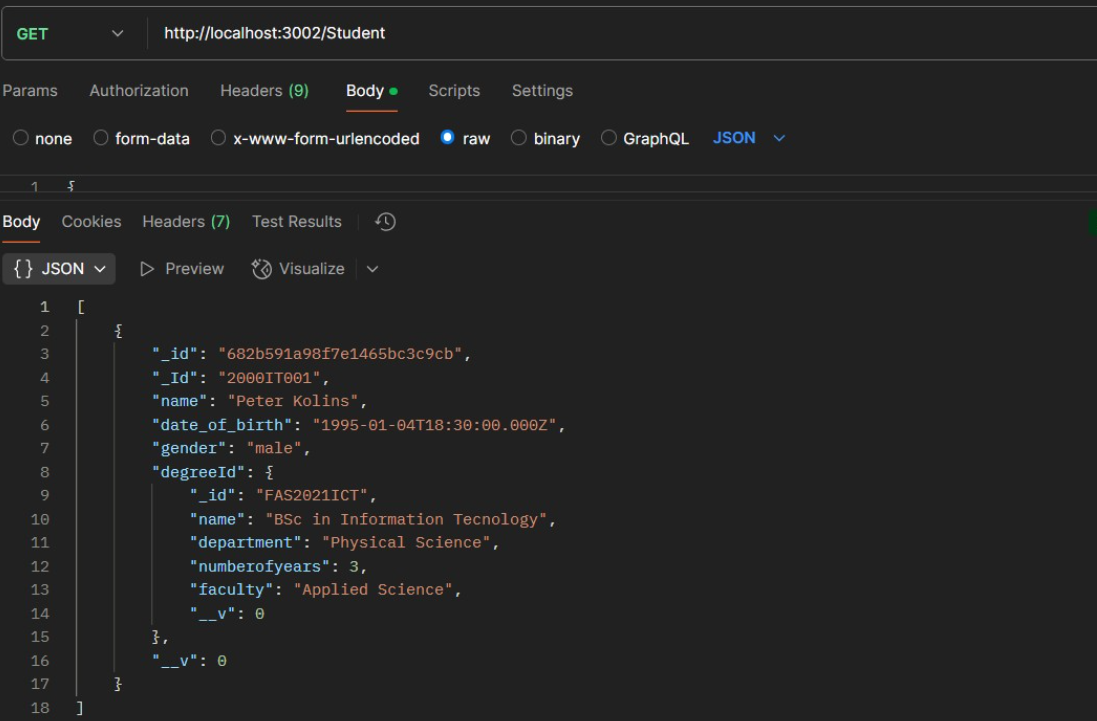 GET http://localhost:3002/Student
Params Authorization Headers (9) Body Scripts Settings
none form-data x-www-form-urlencoded raw binary GraphQL JSON
1 {
Body Cookies Headers (7) Test Results
{} JSON Preview Visualize
1 [
2 {
3 "_id": "682b591a98f7e1465bc3c9cb",
4 "_Id": "2000IT001",
5 "name": "Peter Kolins",
6 "date_of_birth": "1995-01-04T18:30:00.000Z",
7 "gender": "male",
8 "degreeId": {
9 "_id": "FAS2021ICT",
10 "name": "BSc in Information Tecnology",
11 "department": "Physical Science",
12 "numberofyears": 3,
13 "faculty": "Applied Science",
14 "__v": 0
15 },
16 "__v": 0
17 }
18 ]